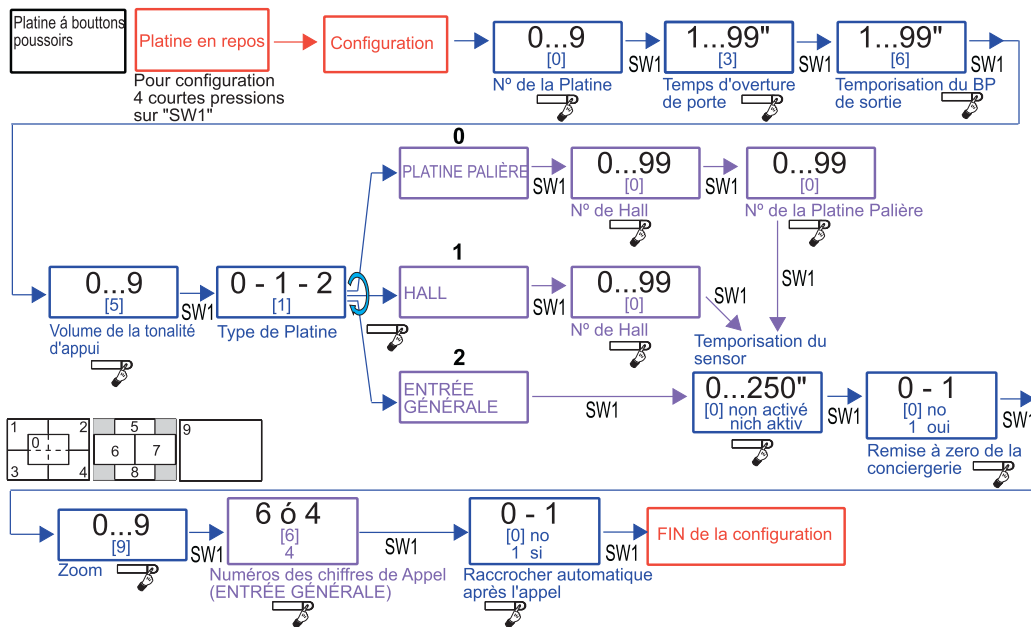 Platine á bouttons
poussoirs
Platine en repos
Configuration
Pour configuration
4 courtes pressions
sur "SW1"
0...9
[0]
Nº de la Platine
SW1
1...99"
[3]
Temps d'overture
de porte
SW1
1...99"
[6]
Temporisation du BP
de sortie
SW1
0...9
[5]
Volume de la tonalité
d'appui
SW1
0 - 1 - 2
[1]
Type de Platine
0
PLATINE PALIÈRE
SW1
0...99
[0]
Nº de Hall
SW1
0...99
[0]
Nº de la Platine Palière
SW1
1
HALL
SW1
0...99
[0]
Nº de Hall
SW1
2
ENTRÉE
GÉNÉRALE
SW1
Temporisation du
sensor
0...250"
[0] non activé
nich aktiv
SW1
0 - 1
[0] no
1 oui
Remise à zero de la
conciergerie
SW1
1 2
0
3 4
5
6 7
8
9
0...9
[9]
Zoom
SW1
6 ó 4
[6]
4
Numéros des chiffres de Appel
(ENTRÉE GÉNÉRALE)
SW1
0 - 1
[0] no
1 si
Raccrocher automatique
après l'appel
SW1
FIN de la configuration